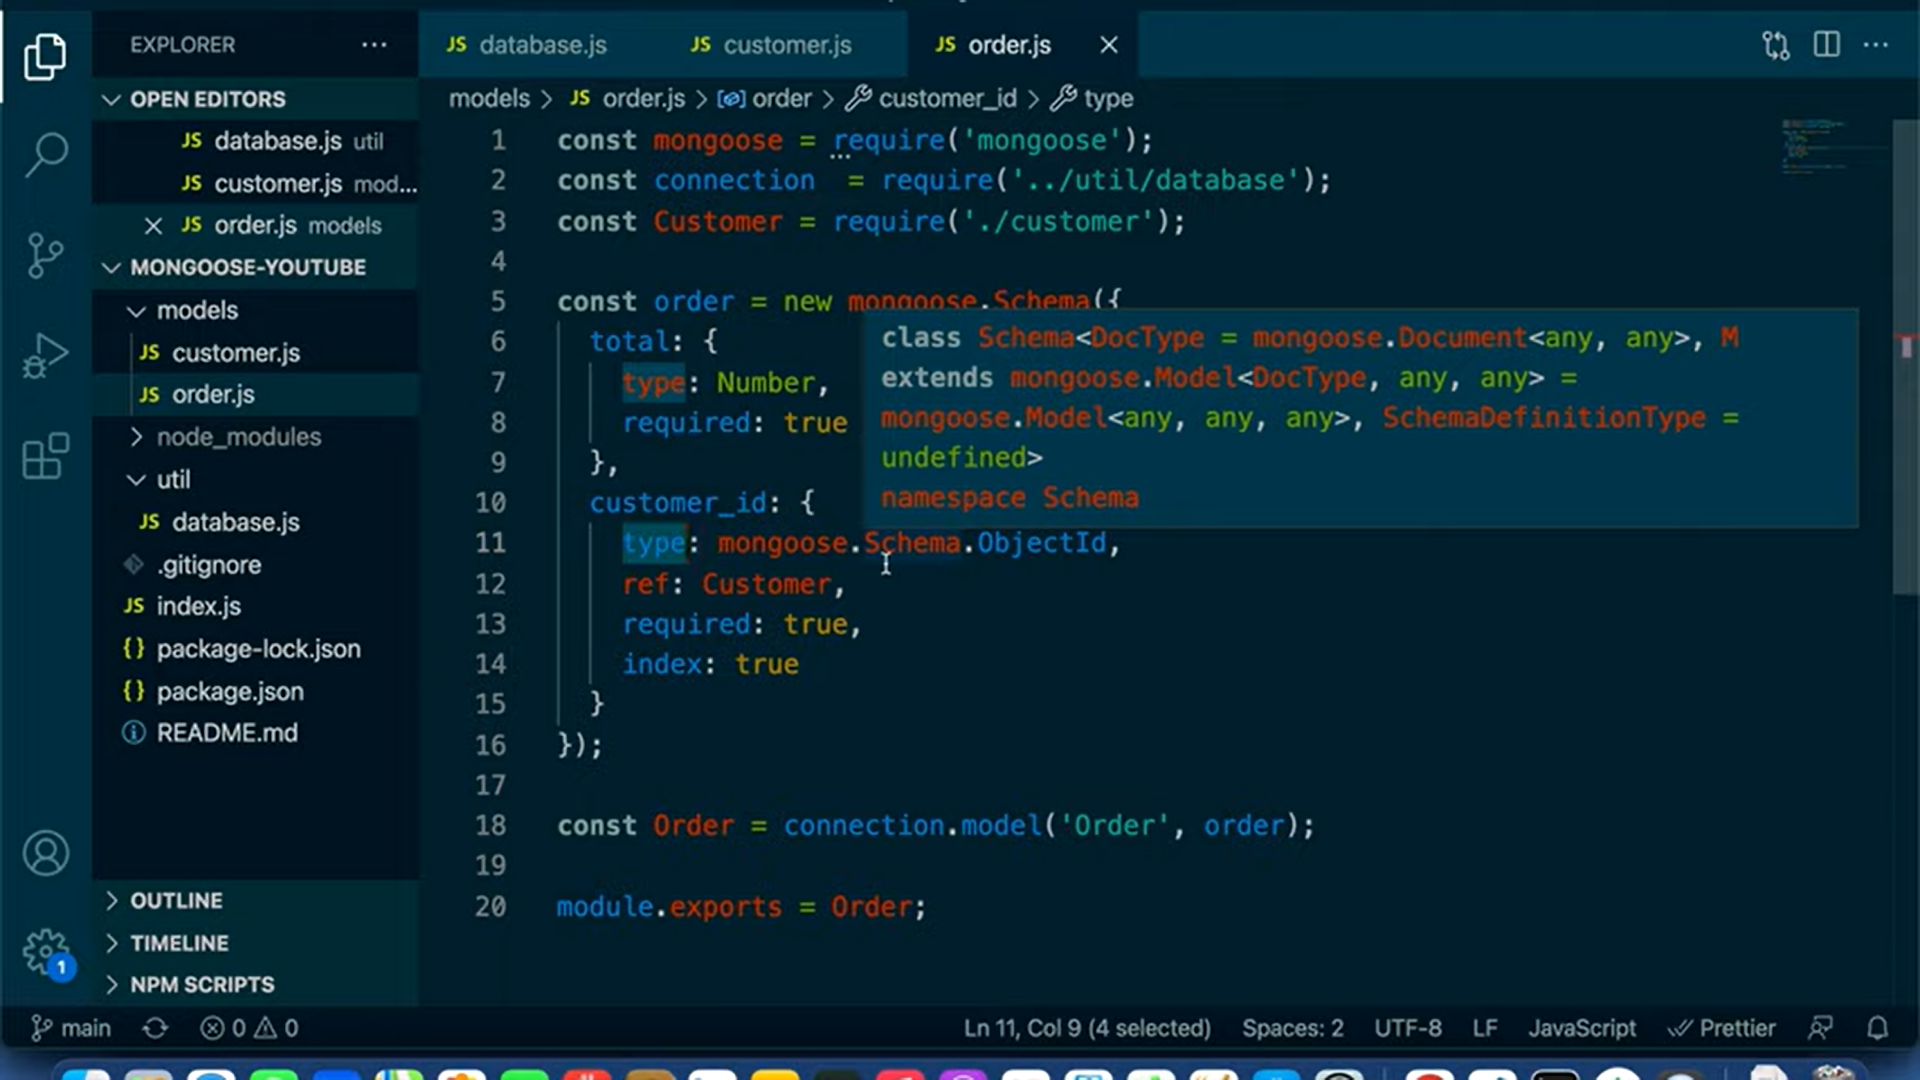 EXPLORER
···
JS database.js
JS customer.js
JS order.js
···
OPEN EDITORS
JS database.js util
JS customer.js mod...
JS order.js models
MONGOOSE-YOUTUBE
models
JS customer.js
JS order.js
node_modules
util
JS database.js
.gitignore
JS index.js
{} package-lock.json
{} package.json
README.md
OUTLINE
TIMELINE
NPM SCRIPTS
1
models > JS order.js > order > customer_id > type
1 const mongoose = require('mongoose');
2 const connection  = require('../util/database');
3 const Customer = require('./customer');
4
5 const order = new mongoose.Schema({
6 total: {
7 type: Number,
8 required: true
9 },
10 customer_id: {
11 type: mongoose.Schema.ObjectId,
12 ref: Customer,
13 required: true,
14 index: true
15 }
16 });
17
18 const Order = connection.model('Order', order);
19
20 module.exports = Order;
class Schema<DocType = mongoose.Document<any, any>, M
extends mongoose.Model<DocType, any, any> =
mongoose.Model<any, any, any>, SchemaDefinitionType =
undefined>
namespace Schema
main 0 0 Ln 11, Col 9 (4 selected) Spaces: 2 UTF-8 LF JavaScript Prettier